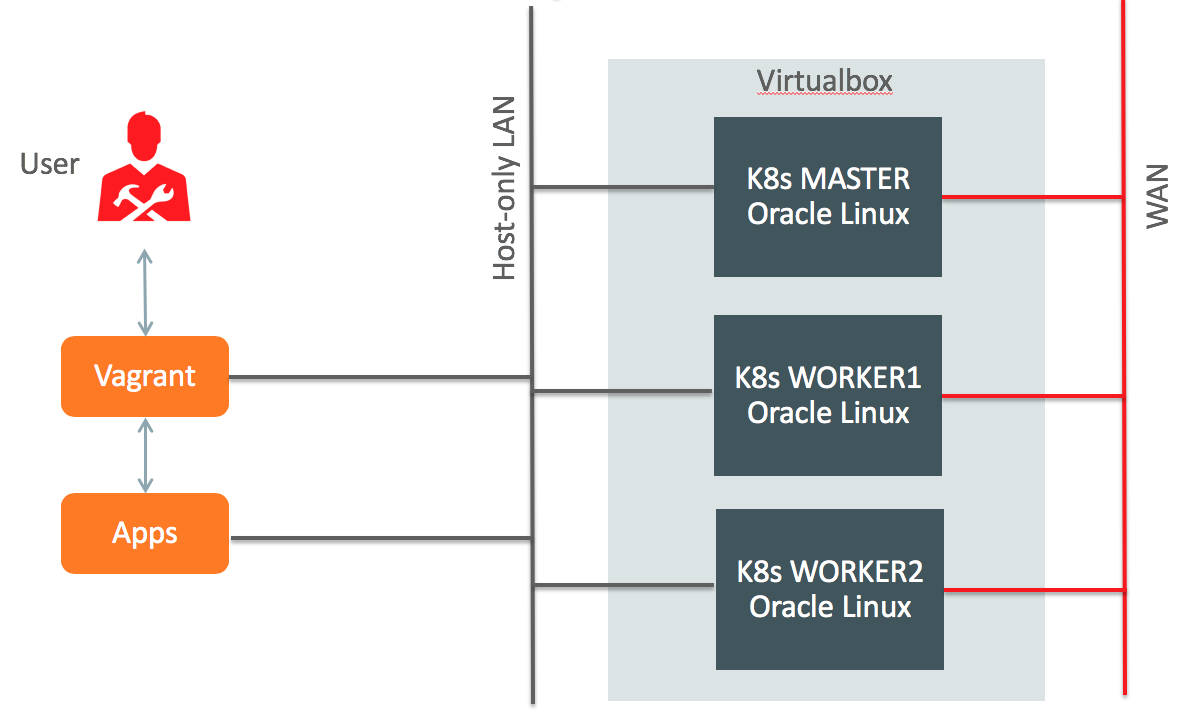 User
Vagrant
Apps
Host-only LAN
Virtualbox
K8s MASTER
Oracle Linux
K8s WORKER1
Oracle Linux
K8s WORKER2
Oracle Linux
WAN